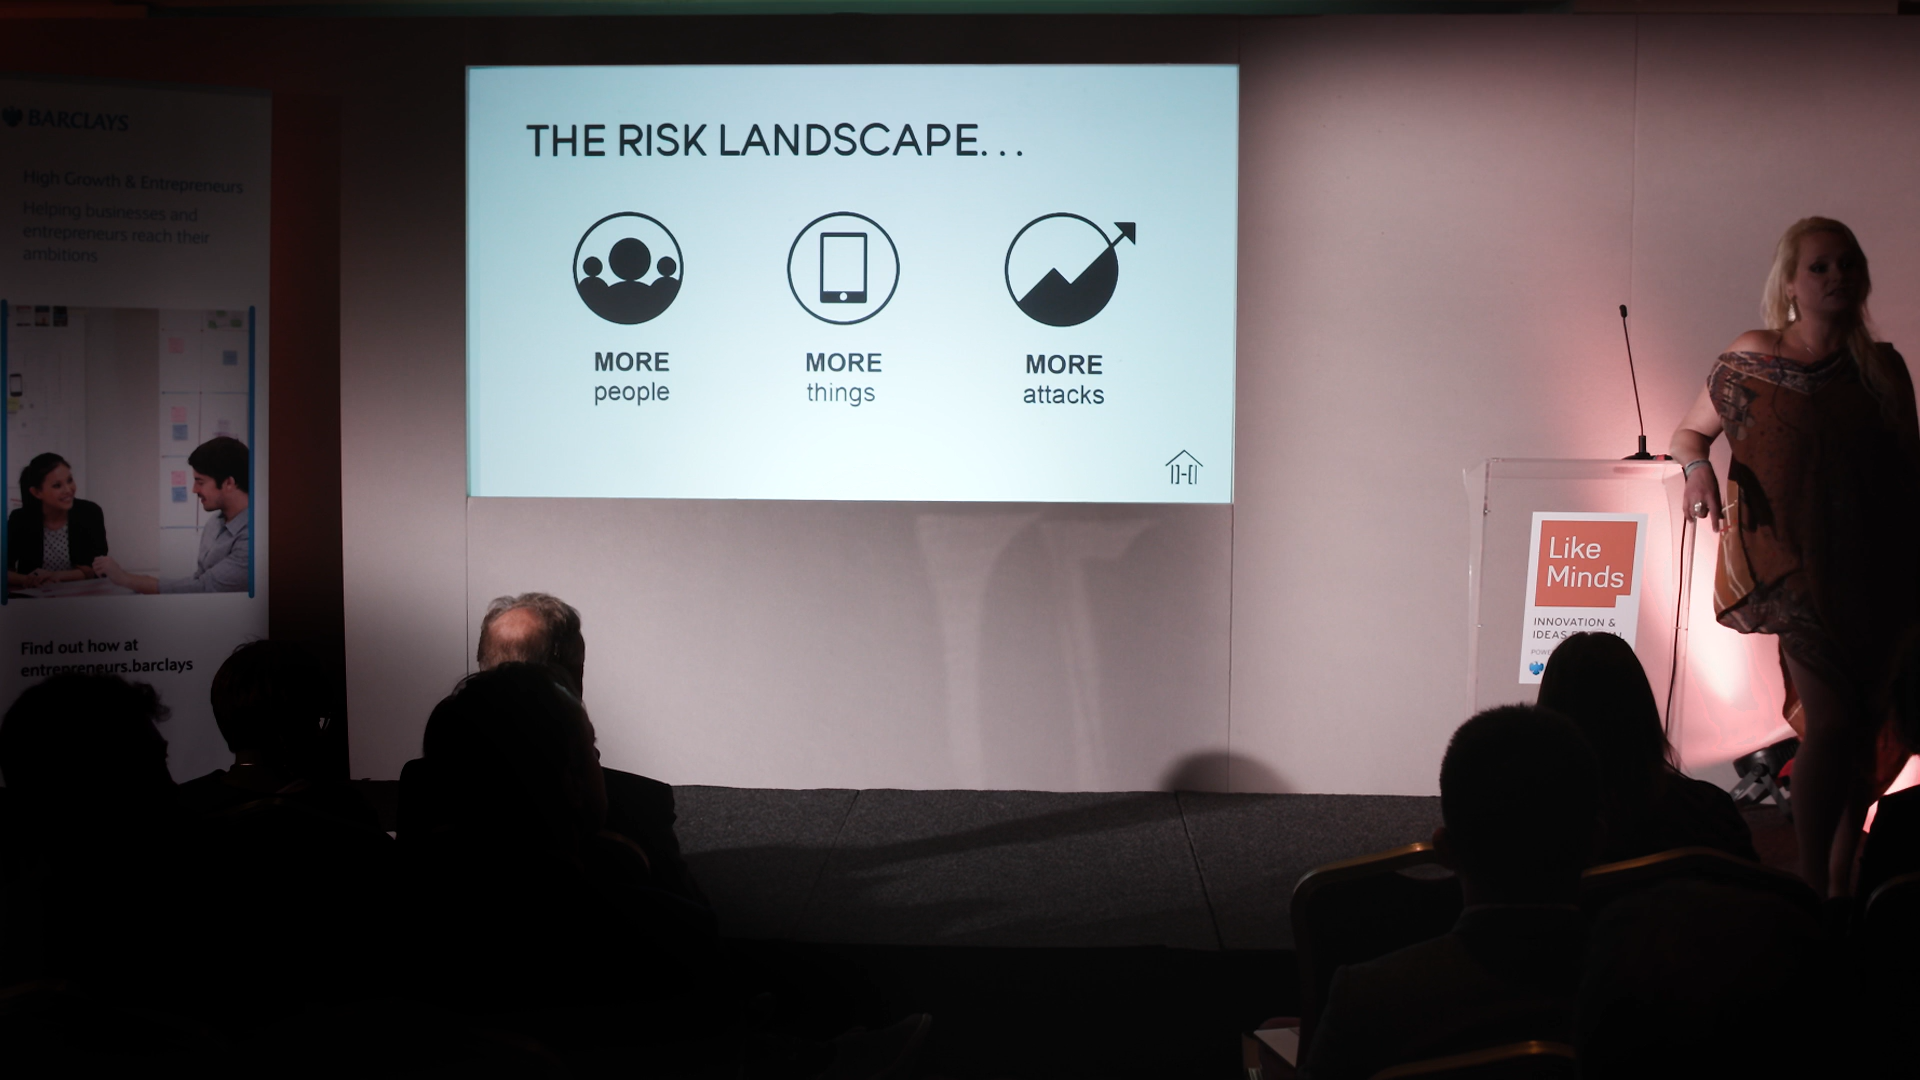 BARCLAYS
High Growth & Entrepreneurs
Helping businesses and
entrepreneurs reach their
ambitions
Find out how at
entrepreneurs.barclays
THE RISK LANDSCAPE...
MORE
people
MORE
things
MORE
attacks
Like
Minds
INNOVATION &
IDEAS